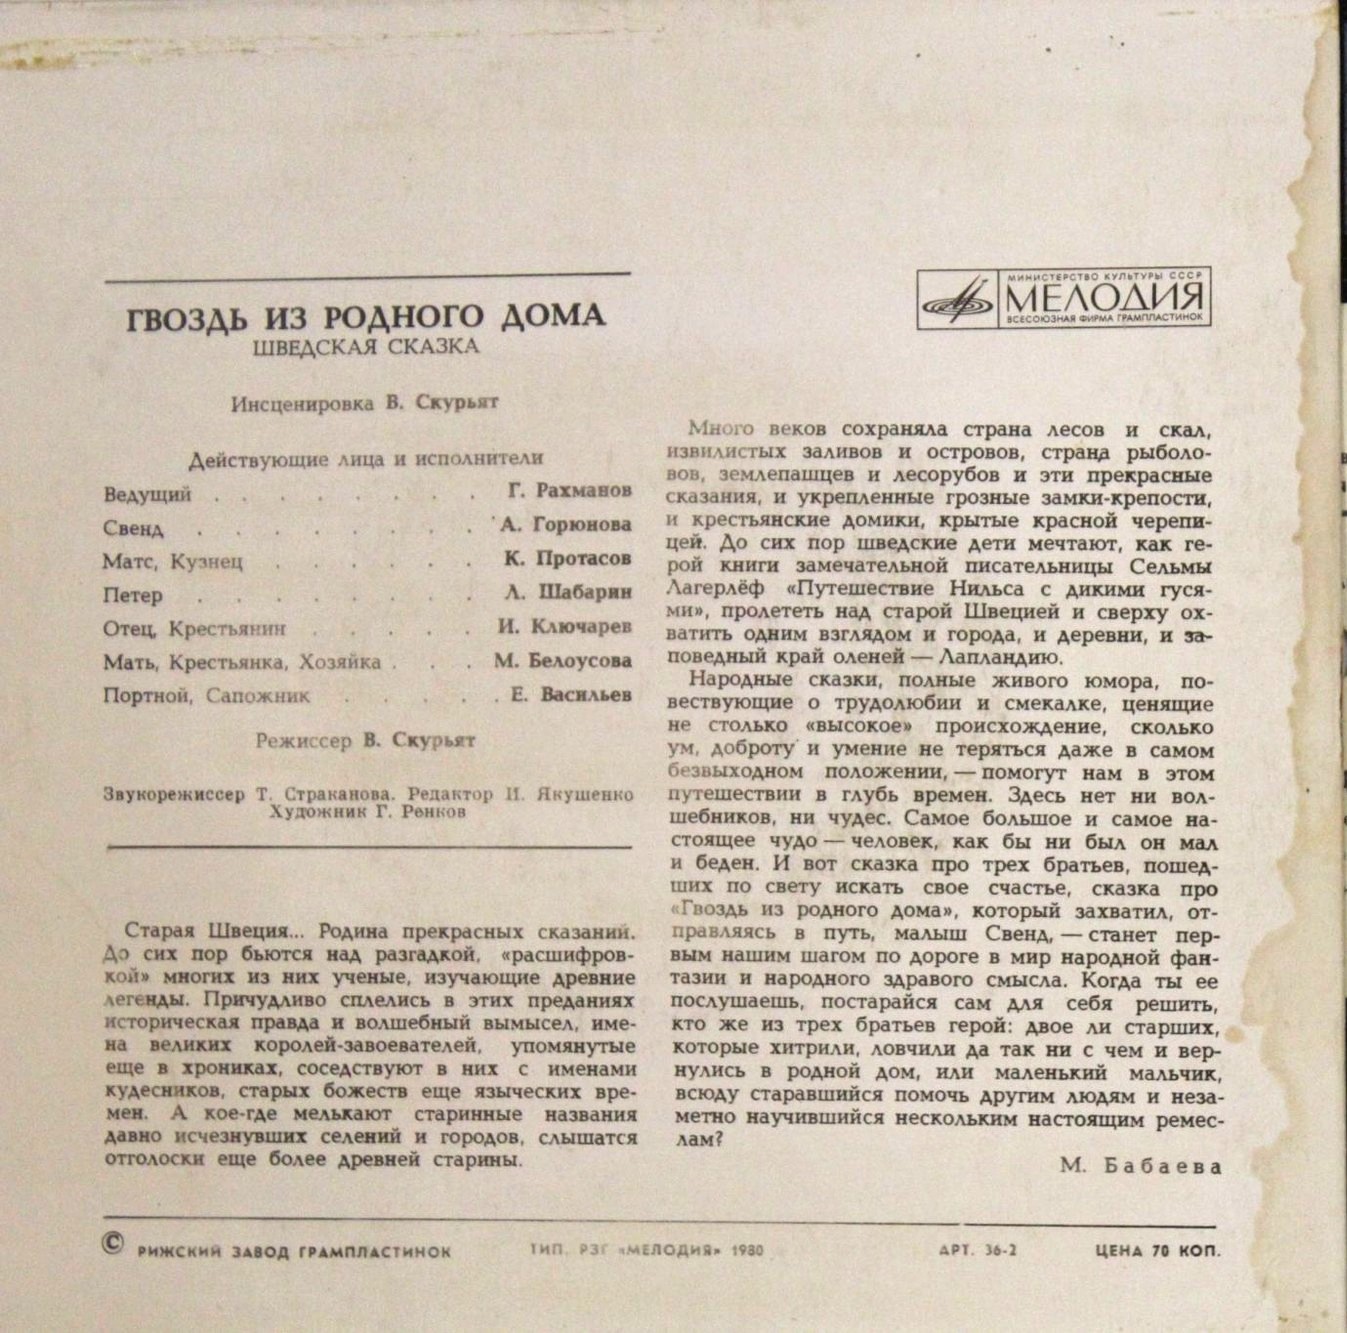 ГВОЗДЬ ИЗ РОДНОГО ДОМА
ШВЕДСКАЯ СКАЗКА
Инсценировка В. Скурьят
Действующие лица и исполнители
Ведущий . . . . . . . . Г. Рахманов
Свенд . . . . . . . . А. Горюнова
Матс, Кузнец . . . . . . К. Протасов
Петер . . . . . . . . Л. Шабарин
Отец, Крестьянин . . . . . И. Ключарев
Мать, Крестьянка, Хозяйка . . . М. Белоусова
Портной, Сапожник . . . . . Е. Васильев
Режиссер В. Скурьят
Звукорежиссер Т. Страканова. Редактор И. Якушенко
Художник Г. Ренков
Старая Швеция... Родина прекрасных сказаний.
До сих пор бьются над разгадкой, «расшифров-
кой» многих из них ученые, изучающие древние
легенды. Причудливо сплелись в этих преданиях
историческая правда и волшебный вымысел, име-
на великих королей-завоевателей, упомянутые
еще в хрониках, соседствуют в них с именами
кудесников, старых божеств еще языческих вре-
мен. А кое-где мелькают старинные названия
давно исчезнувших селений и городов, слышатся
отголоски еще более древней старины.
МИНИСТЕРСТВО КУЛЬТУРЫ СССР
МЕЛОДИЯ
ВСЕСОЮЗНАЯ ФИРМА ГРАМПЛАСТИНОК
Много веков сохраняла страна лесов и скал,
извилистых заливов и островов, страна рыболо-
вов, землепашцев и лесорубов и эти прекрасные
сказания, и укрепленные грозные замки-крепости,
и крестьянские домики, крытые красной черепи-
цей. До сих пор шведские дети мечтают, как ге-
рой книги замечательной писательницы Сельмы
Лагерлёф «Путешествие Нильса с дикими гуся-
ми», пролететь над старой Швецией и сверху ох-
ватить одним взглядом и города, и деревни, и за-
поведный край оленей — Лапландию.
Народные сказки, полные живого юмора, по-
вествующие о трудолюбии и смекалке, ценящие
не столько «высокое» происхождение, сколько
ум, доброту и умение не теряться даже в самом
безвыходном положении, — помогут нам в этом
путешествии в глубь времен. Здесь нет ни вол-
шебников, ни чудес. Самое большое и самое на-
стоящее чудо — человек, как бы ни был он мал
и беден. И вот сказка про трех братьев, пошед-
ших по свету искать свое счастье, сказка про
«Гвоздь из родного дома», который захватил, от-
правляясь в путь, малыш Свенд, — станет пер-
вым нашим шагом по дороге в мир народной фан-
тазии и народного здравого смысла. Когда ты ее
послушаешь, постарайся сам для себя решить,
кто же из трех братьев герой: двое ли старших,
которые хитрили, ловчили да так ни с чем и вер-
нулись в родной дом, или маленький мальчик,
всюду старавшийся помочь другим людям и неза-
метно научившийся нескольким настоящим ремес-
лам?
М. Бабаева
© РИЖСКИЙ ЗАВОД ГРАМПЛАСТИНОК ТИП. РЗГ «МЕЛОДИЯ» 1980 АРТ. 36-2 ЦЕНА 70 КОП.